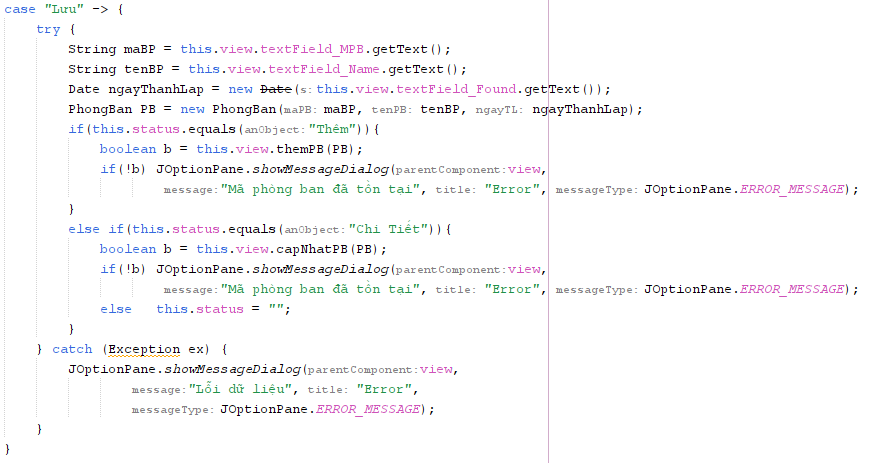 case "Lưu" -> {
try {
String maBP = this.view.textField_MPB.getText();
String tenBP = this.view.textField_Name.getText();
Date ngayThanhLap = new Date(s:this.view.textField_Found.getText());
PhongBan PB = new PhongBan(maPB: maBP, tenPB: tenBP, ngayTL: ngayThanhLap);
if(this.status.equals(anObject:"Thêm")){
boolean b = this.view.themPB(PB);
if(!b) JOptionPane.showMessageDialog(parentComponent:view,
message:"Mã phòng ban đã tồn tại", title: "Error", messageType: JOptionPane.ERROR_MESSAGE);
}
else if(this.status.equals(anObject:"Chi Tiết")){
boolean b = this.view.capNhatPB(PB);
if(!b) JOptionPane.showMessageDialog(parentComponent:view,
message:"Mã phòng ban đã tồn tại", title: "Error", messageType: JOptionPane.ERROR_MESSAGE);
else this.status = "";
}
} catch (Exception ex) {
JOptionPane.showMessageDialog(parentComponent:view,
message:"Lỗi dữ liệu", title: "Error",
messageType: JOptionPane.ERROR_MESSAGE);
}
}